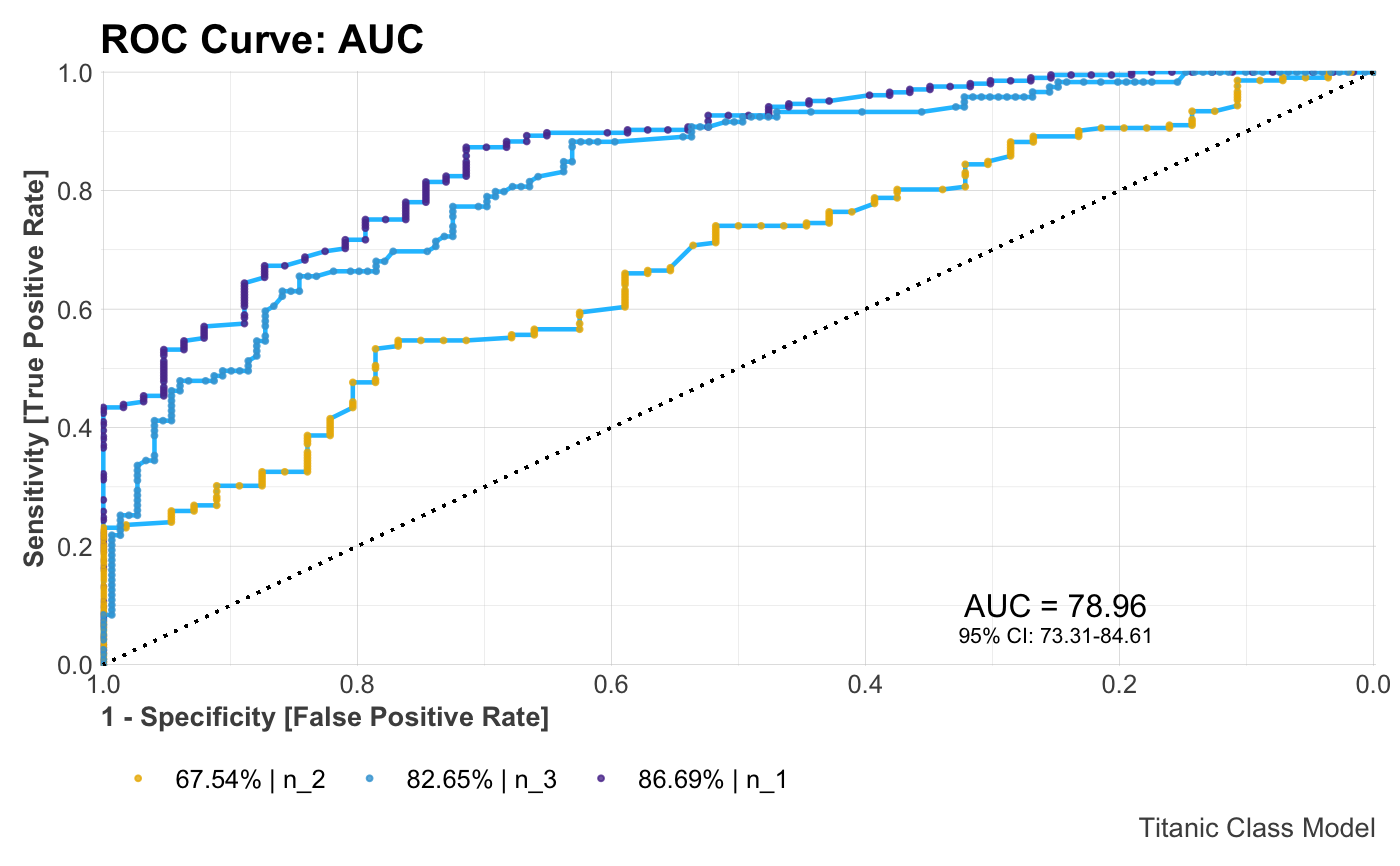 ROC Curve: AUC
1.0
0.8
0.6
0.4
0.2
0.0
Sensitivity [True Positive Rate]
AUC = 78.96
95% CI: 73.31-84.61
1.0 0.8 0.6 0.4 0.2 0.0
1 - Specificity [False Positive Rate]
67.54% | n_2 82.65% | n_3 86.69% | n_1
Titanic Class Model